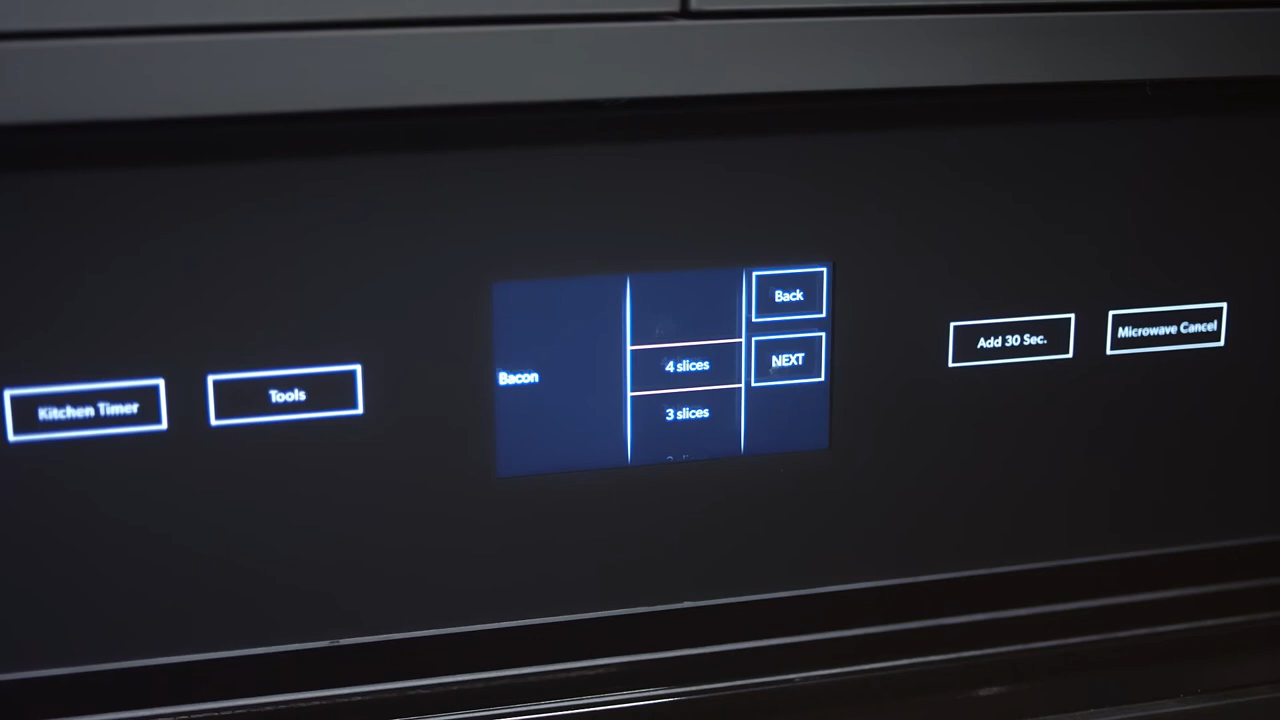 Kitchen Timer
Tools
Bacon
4 slices
3 slices
Back
NEXT
Add 30 Sec.
Microwave Cancel